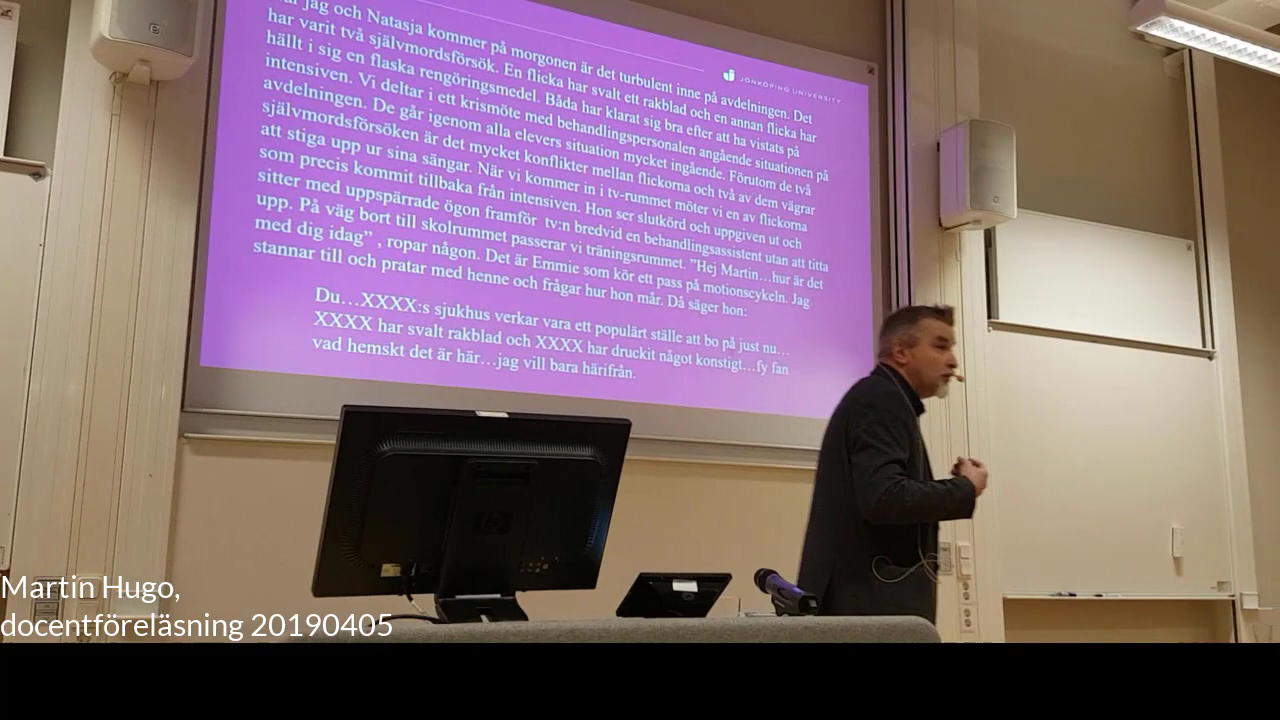 jag och Natasja kommer på morgonen är det turbulent inne på avdelningen. Det
har varit två självmordsförsök. En flicka har svalt ett rakblad och en annan flicka har
hällt i sig en flaska rengöringsmedel. Båda har klarat sig bra efter att ha vistats på
intensiven. Vi deltar i ett krismöte med behandlingspersonalen angående situationen på
avdelningen. De går igenom alla elevers situation mycket ingående. Förutom de två
självmordsförsöken är det mycket konflikter mellan flickorna och två av dem vägrar
att stiga upp ur sina sängar. När vi kommer in i tv-rummet möter vi en av flickorna
som precis kommit tillbaka från intensiven. Hon ser slutkörd och uppgiven ut och
sitter med uppspärrade ögon framför tv:n bredvid en behandlingsassistent utan att titta
upp. På väg bort till skolrummet passerar vi träningsrummet. ”Hej Martin…hur är det
med dig idag” , ropar någon. Det är Emmie som kör ett pass på motionscykeln. Jag
stannar till och pratar med henne och frågar hur hon mår. Då säger hon:
Du…XXXX:s sjukhus verkar vara ett populärt ställe att bo på just nu…
XXXX har svalt rakblad och XXXX har druckit något konstigt…fy fan
vad hemskt det är här…jag vill bara härifrån.
JÖNKÖPING UNIVERSITY
Martin Hugo,
docentföreläsning 20190405